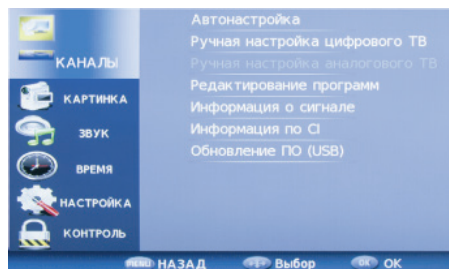 КАНАЛЫ
КАРТИНКА
ЗВУК
ВРЕМЯ
НАСТРОЙКА
КОНТРОЛЬ
Автонастройка
Ручная настройка цифрового ТВ
Ручная настройка аналогового ТВ
Редактирование программ
Информация о сигнале
Информация по CI
Обновление ПО (USB)
MENU НАЗАД Выбор OK OK